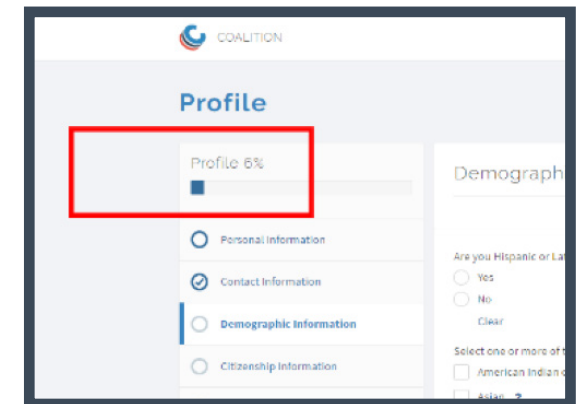 COALITION
Profile
Profile 6%
Personal Information
Contact Information
Demographic Information
Citizenship Information
Demograph
Are you Hispanic or Lat
Yes
No
Clear
Select one or more of t
American Indian o
Asian ?